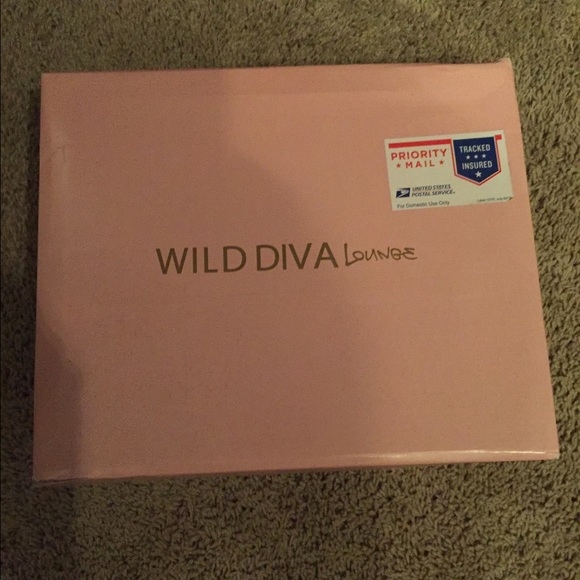 PRIORITY
★ MAIL ★
TRACKED
★ ★ ★
INSURED
★
UNITED STATES
POSTAL SERVICE®
For Domestic Use Only
WILD DIVA LOUNGE